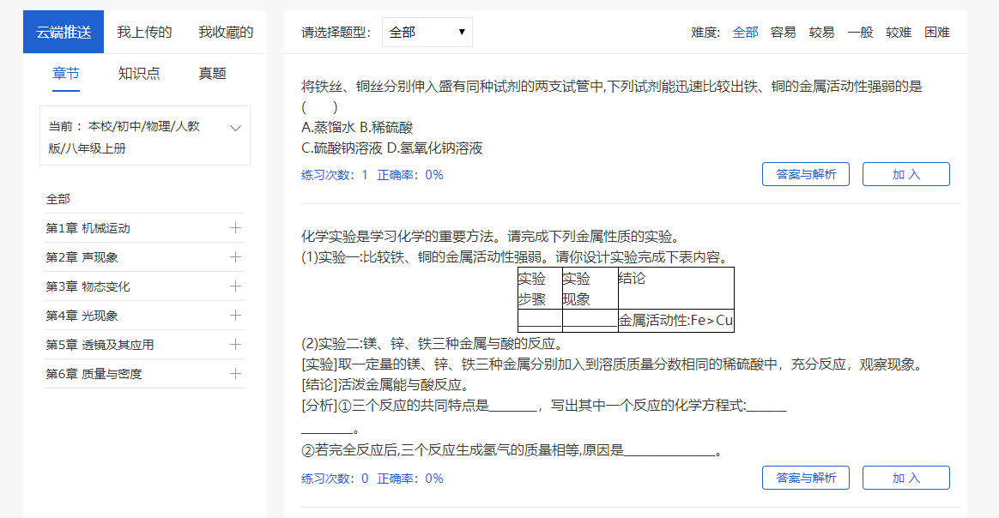 云端推送 我上传的 我收藏的
章节 知识点 真题
当前： 本校/初中/物理/人教
版/八年级上册
全部
第1章 机械运动
第2章 声现象
第3章 物态变化
第4章 光现象
第5章 透镜及其应用
第6章 质量与密度
请选择题型： 全部 难度: 全部 容易 较易 一般 较难 困难
将铁丝、铜丝分别伸入盛有同种试剂的两支试管中,下列试剂能迅速比较出铁、铜的金属活动性强弱的是
( )
A.蒸馏水 B.稀硫酸
C.硫酸钠溶液 D.氢氧化钠溶液
练习次数：1 正确率：0% 答案与解析 加 入
化学实验是学习化学的重要方法。请完成下列金属性质的实验。
(1)实验一:比较铁、铜的金属活动性强弱。请你设计实验完成下表内容。
实验 实验 结论
步骤 现象
______ ______ 金属活动性:Fe>Cu
(2)实验二:镁、锌、铁三种金属与酸的反应。
[实验]取一定量的镁、锌、铁三种金属分别加入到溶质质量分数相同的稀硫酸中，充分反应，观察现象。
[结论]活泼金属能与酸反应。
[分析]①三个反应的共同特点是_______，写出其中一个反应的化学方程式:______
________。
②若完全反应后,三个反应生成氢气的质量相等,原因是______________。
练习次数：0 正确率：0% 答案与解析 加 入